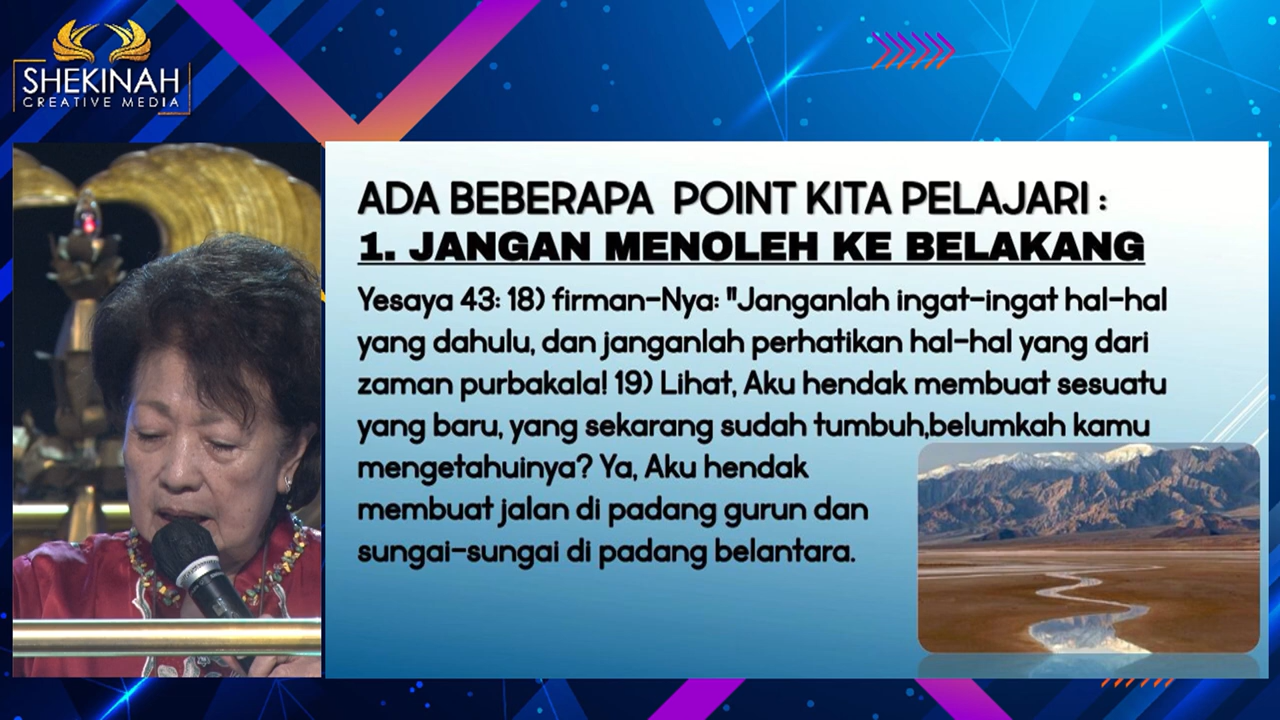 SHEKINAH
CREATIVE MEDIA
ADA BEBERAPA POINT KITA PELAJARI :
1. JANGAN MENOLEH KE BELAKANG
Yesaya 43: 18) firman-Nya: "Janganlah ingat-ingat hal-hal
yang dahulu, dan janganlah perhatikan hal-hal yang dari
zaman purbakala! 19) Lihat, Aku hendak membuat sesuatu
yang baru, yang sekarang sudah tumbuh,belumkah kamu
mengetahuinya? Ya, Aku hendak
membuat jalan di padang gurun dan
sungai-sungai di padang belantara.